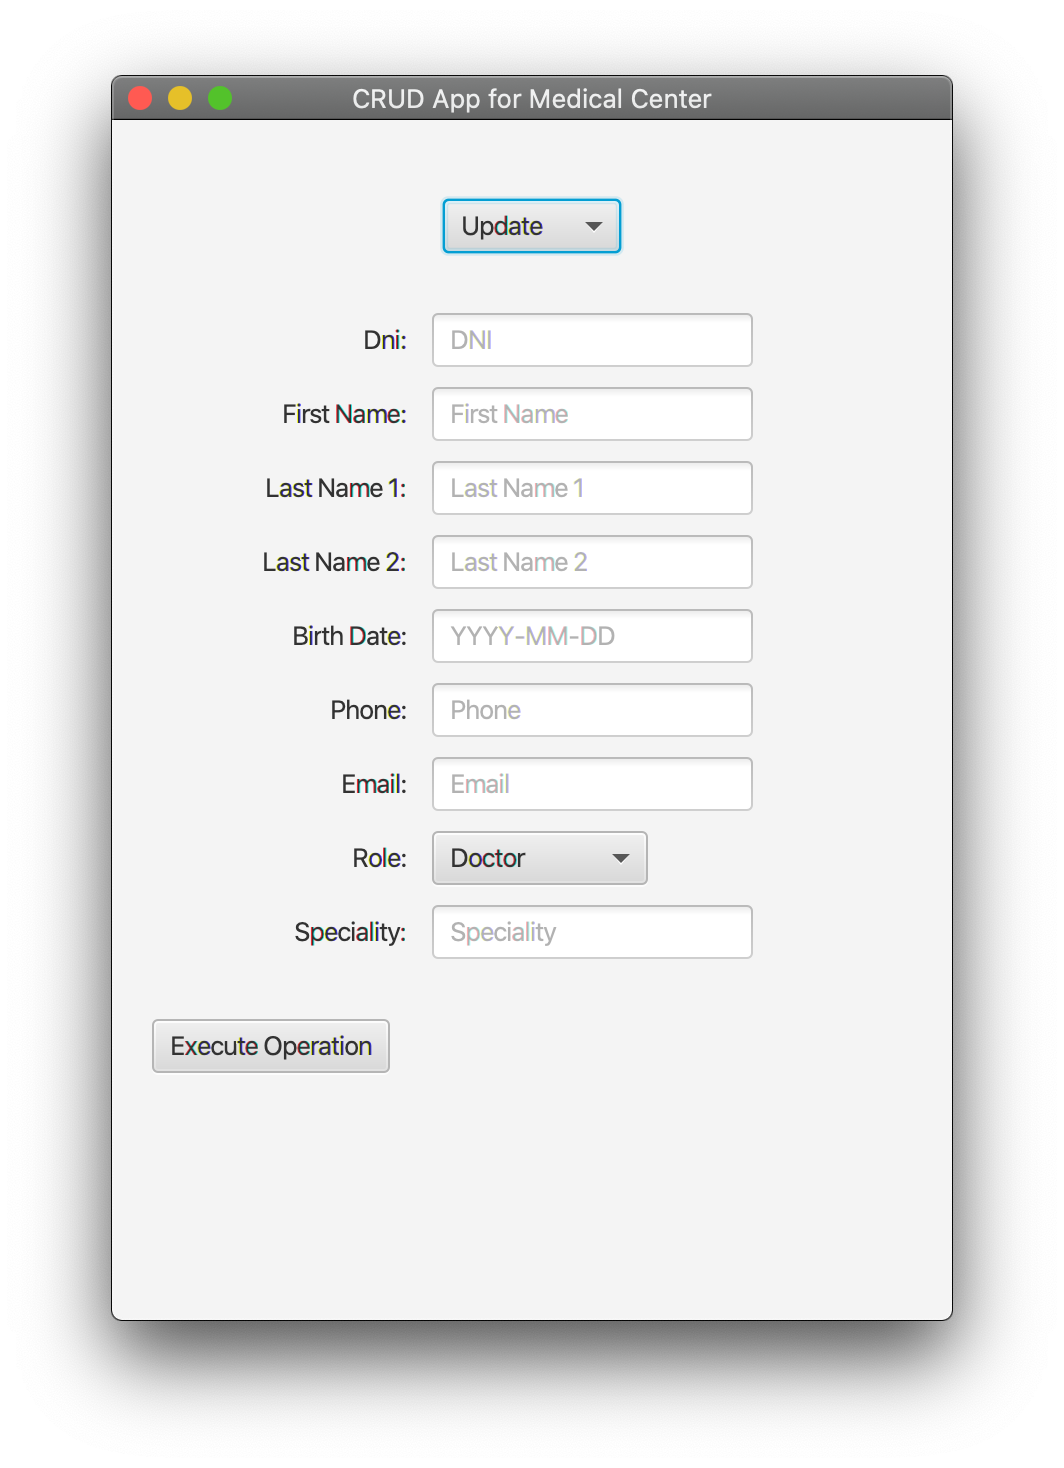 CRUD App for Medical Center
Update
Dni: DNI
First Name: First Name
Last Name 1: Last Name 1
Last Name 2: Last Name 2
Birth Date: YYYY-MM-DD
Phone: Phone
Email: Email
Role: Doctor
Speciality: Speciality
Execute Operation